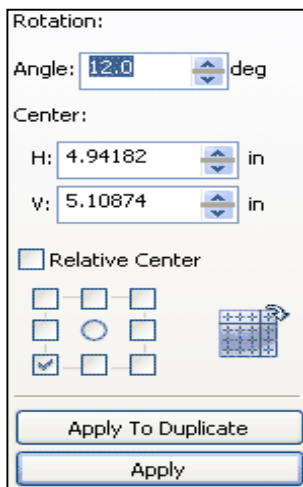 Rotation:
Angle: 12.0 deg
Center:
H: 4.94182 in
V: 5.10874 in
Relative Center
Apply To Duplicate
Apply